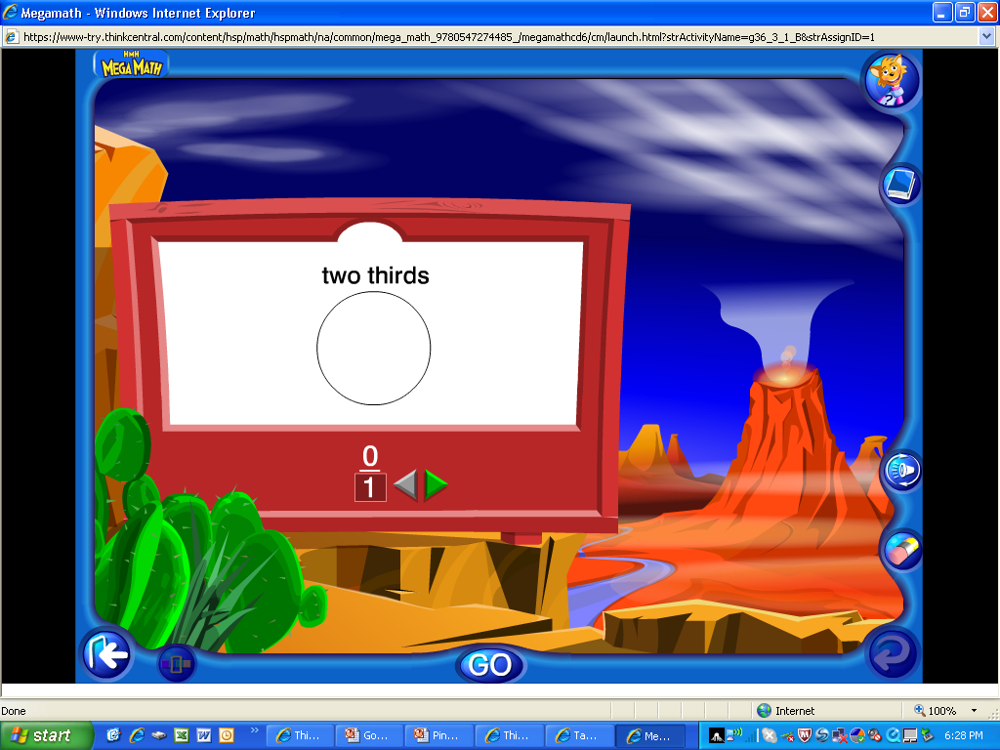 Megamath - Windows Internet Explorer
https://www-try.thinkcentral.com/content/hsp/math/hspmath/na/common/mega_math_9780547274485_/megamathcd6/cm/launch.html?strActivityName=g36_3_1_B&strAssignID=1
HMH
MEGA MATH
?
two thirds
0
1
GO
Done
Internet
100%
start
Thi...
Go...
Pin...
Thi...
Ta...
Me...
6:28 PM